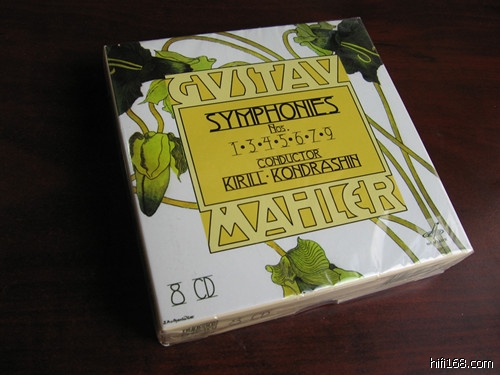 GUSTAV
SYMPHONIES
Nos.
1•3•4•5•6•7•9
CONDUCTOR
KIRILL•KONDRASHIN
MAHLER
8 CD
hifi168.com